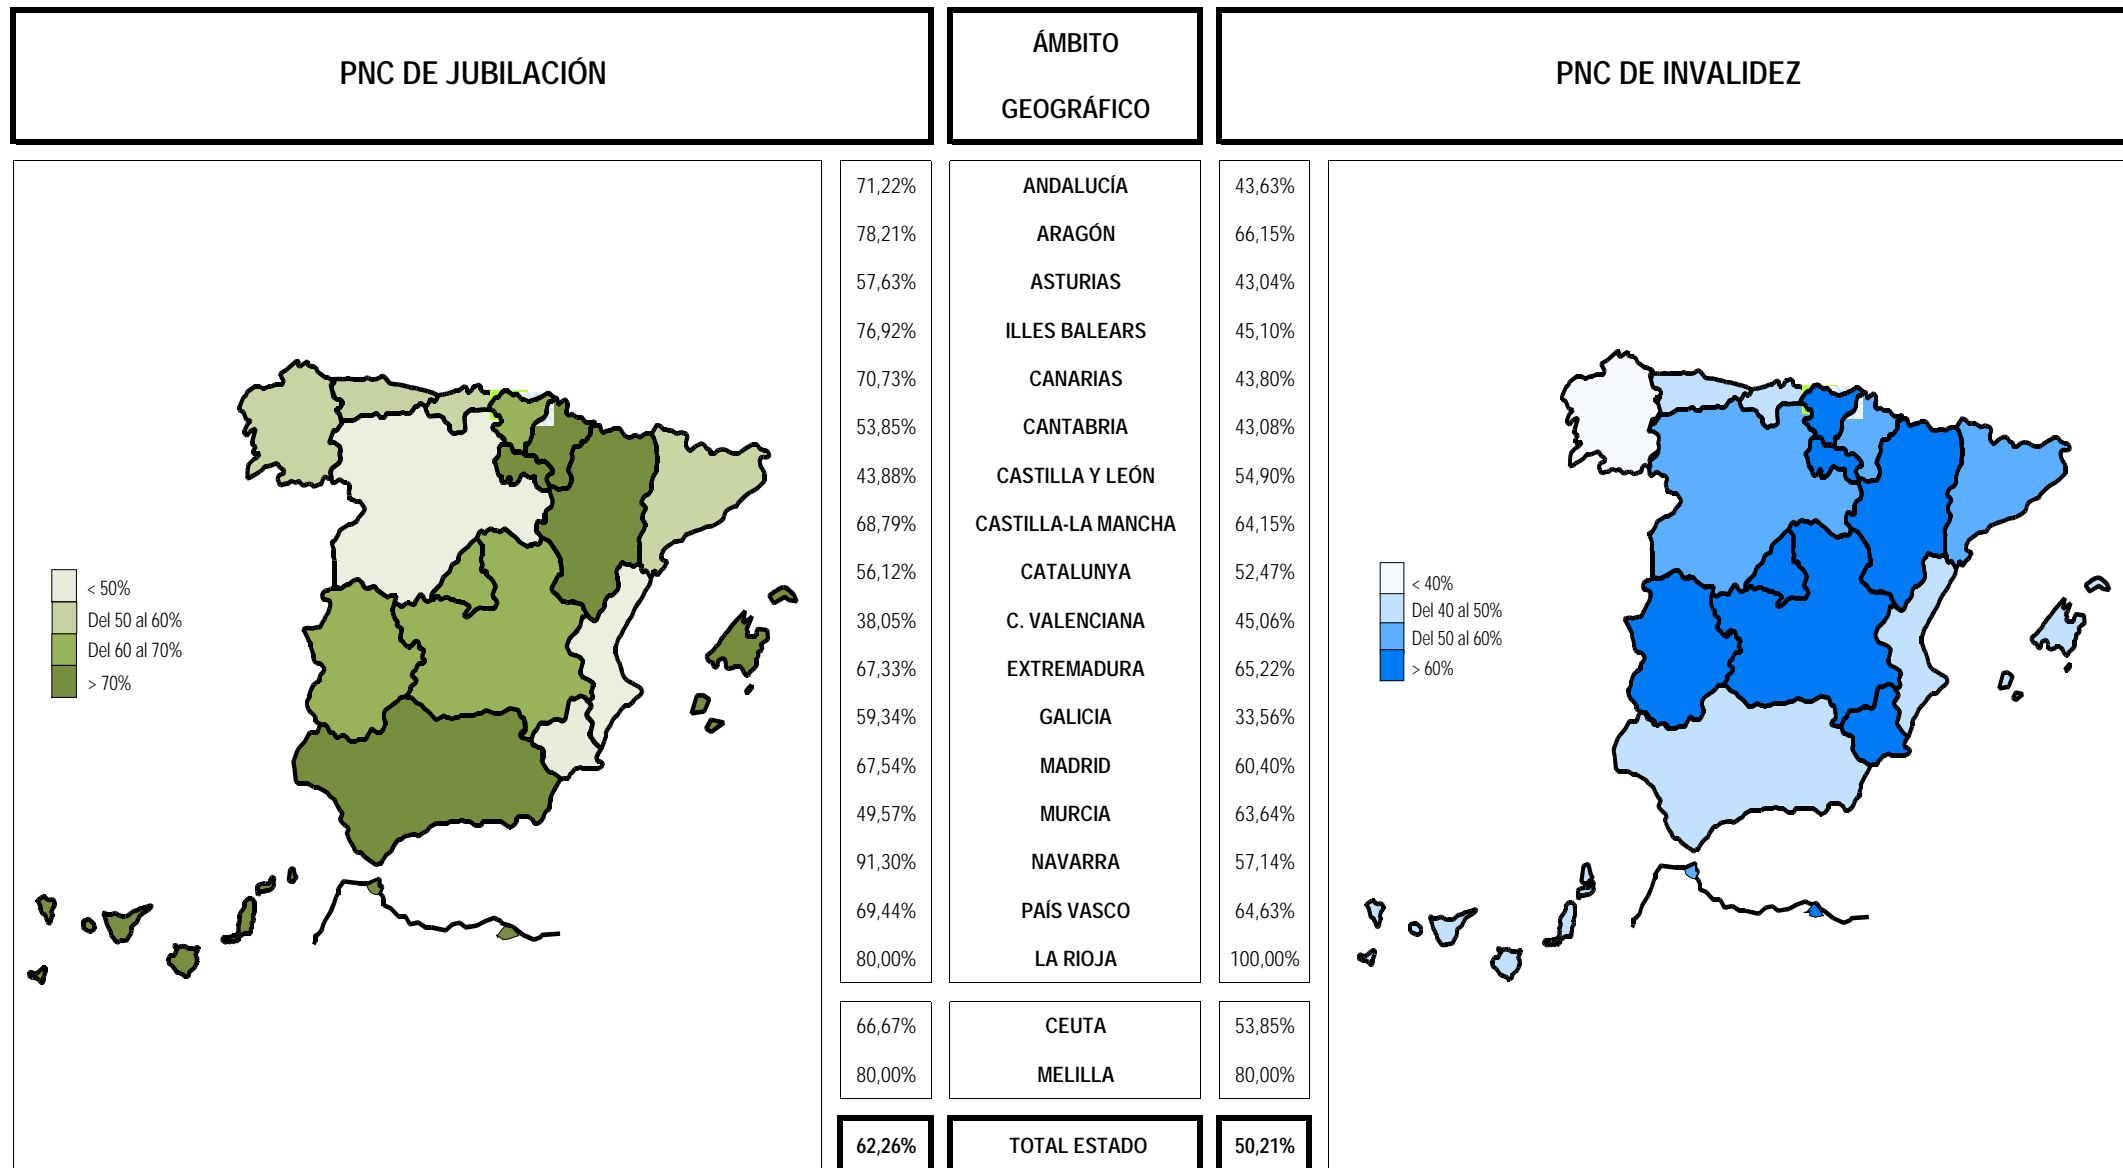 PNC DE JUBILACIÓN
ÁMBITO
GEOGRÁFICO
PNC DE INVALIDEZ
71,22% ANDALUCÍA 43,63%
78,21% ARAGÓN 66,15%
57,63% ASTURIAS 43,04%
76,92% ILLES BALEARS 45,10%
70,73% CANARIAS 43,80%
53,85% CANTABRIA 43,08%
43,88% CASTILLA Y LEÓN 54,90%
68,79% CASTILLA-LA MANCHA 64,15%
56,12% CATALUNYA 52,47%
38,05% C. VALENCIANA 45,06%
67,33% EXTREMADURA 65,22%
59,34% GALICIA 33,56%
67,54% MADRID 60,40%
49,57% MURCIA 63,64%
91,30% NAVARRA 57,14%
69,44% PAÍS VASCO 64,63%
80,00% LA RIOJA 100,00%
66,67% CEUTA 53,85%
80,00% MELILLA 80,00%
62,26% TOTAL ESTADO 50,21%
< 50%
Del 50 al 60%
Del 60 al 70%
> 70%
< 40%
Del 40 al 50%
Del 50 al 60%
> 60%